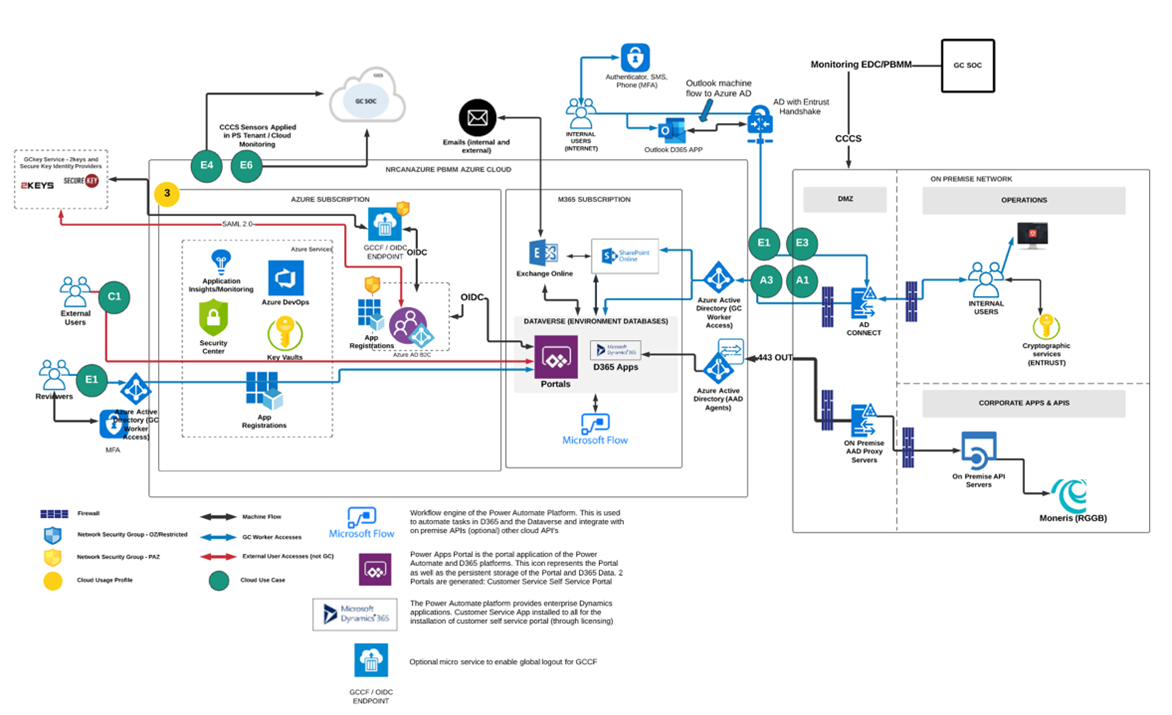 Monitoring EDC/PBMM
GC SOC
Authenticator, SMS,
Phone (MFA)
Outlook machine
flow to Azure AD
AD with Entrust
Handshake
INTERNAL
USERS
(INTERNET)
Outlook D365 APP
CCCS
GC SOC
CCCS Sensors Applied
in PS Tenant / Cloud
Monitoring
Emails (internal and
external)
E4
E6
GCkey Service - 2keys and
Secure Key Identity Providers
2KEYS
SECURE KEY
NRCANAZURE PBMM AZURE CLOUD
3
AZURE SUBSCRIPTION
M365 SUBSCRIPTION
ON PREMISE NETWORK
DMZ
OPERATIONS
SAML 2.0
GCCF / OIDC
ENDPOINT
OIDC
Azure Services
Application
Insights/Monitoring
Azure DevOps
Security
Center
Key Vaults
App
Registrations
Azure AD B2C
OIDC
Exchange Online
SharePoint
Online
E1
E3
A3
A1
Azure Active
Directory (GC
Worker
Access)
AD
CONNECT
INTERNAL
USERS
Cryptographic
services
(ENTRUST)
External
Users
C1
DATAVERSE (ENVIRONMENT DATABASES)
Portals
Microsoft
Dynamics 365
D365 Apps
Azure Active
Directory (AAD
Agents)
443 OUT
Reviewers
E1
Azure Active
Directory (GC
Worker
Access)
MFA
App
Registrations
Microsoft Flow
CORPORATE APPS & APIS
ON Premise
AAD Proxy
Servers
On Premise API
Servers
Moneris (RGGB)
Firewall
Network Security Group - OZ/Restricted
Network Security Group - PAZ
Cloud Usage Profile
Machine Flow
GC Worker Accesses
External User Accesses (not GC)
Cloud Use Case
Microsoft Flow
Workflow engine of the Power Automate Platform. This is used
to automate tasks in D365 and the Dataverse and integrate with
on premise APIs (optional) other cloud API's
Power Apps Portal is the portal application of the Power
Automate and D365 platforms. This icon represents the Portal
as well as the persistent storage of the Portal and D365 Data. 2
Portals are generated: Customer Service Self Service Portal
Microsoft
Dynamics 365
The Power Automate platform provides enterprise Dynamics
applications. Customer Service App installed to all for the
installation of customer self service portal (through licensing)
GCCF / OIDC
ENDPOINT
Optional micro service to enable global logout for GCCF